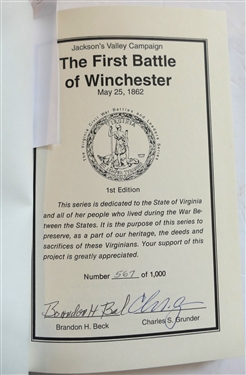 Jackson's Valley Campaign
The First Battle
of Winchester
May 25, 1862
VIRGINIA
1st Edition
This series is dedicated to the State of Virginia
and all of her people who lived during the War Be-
tween the States. It is the purpose of this series to
preserve, as a part of our heritage, the deeds and
sacrifices of these Virginians. Your support of this
project is greatly appreciated.
Number 567 of 1,000
Brandon H Beck
Brandon H. Beck
Charles S. Grunder